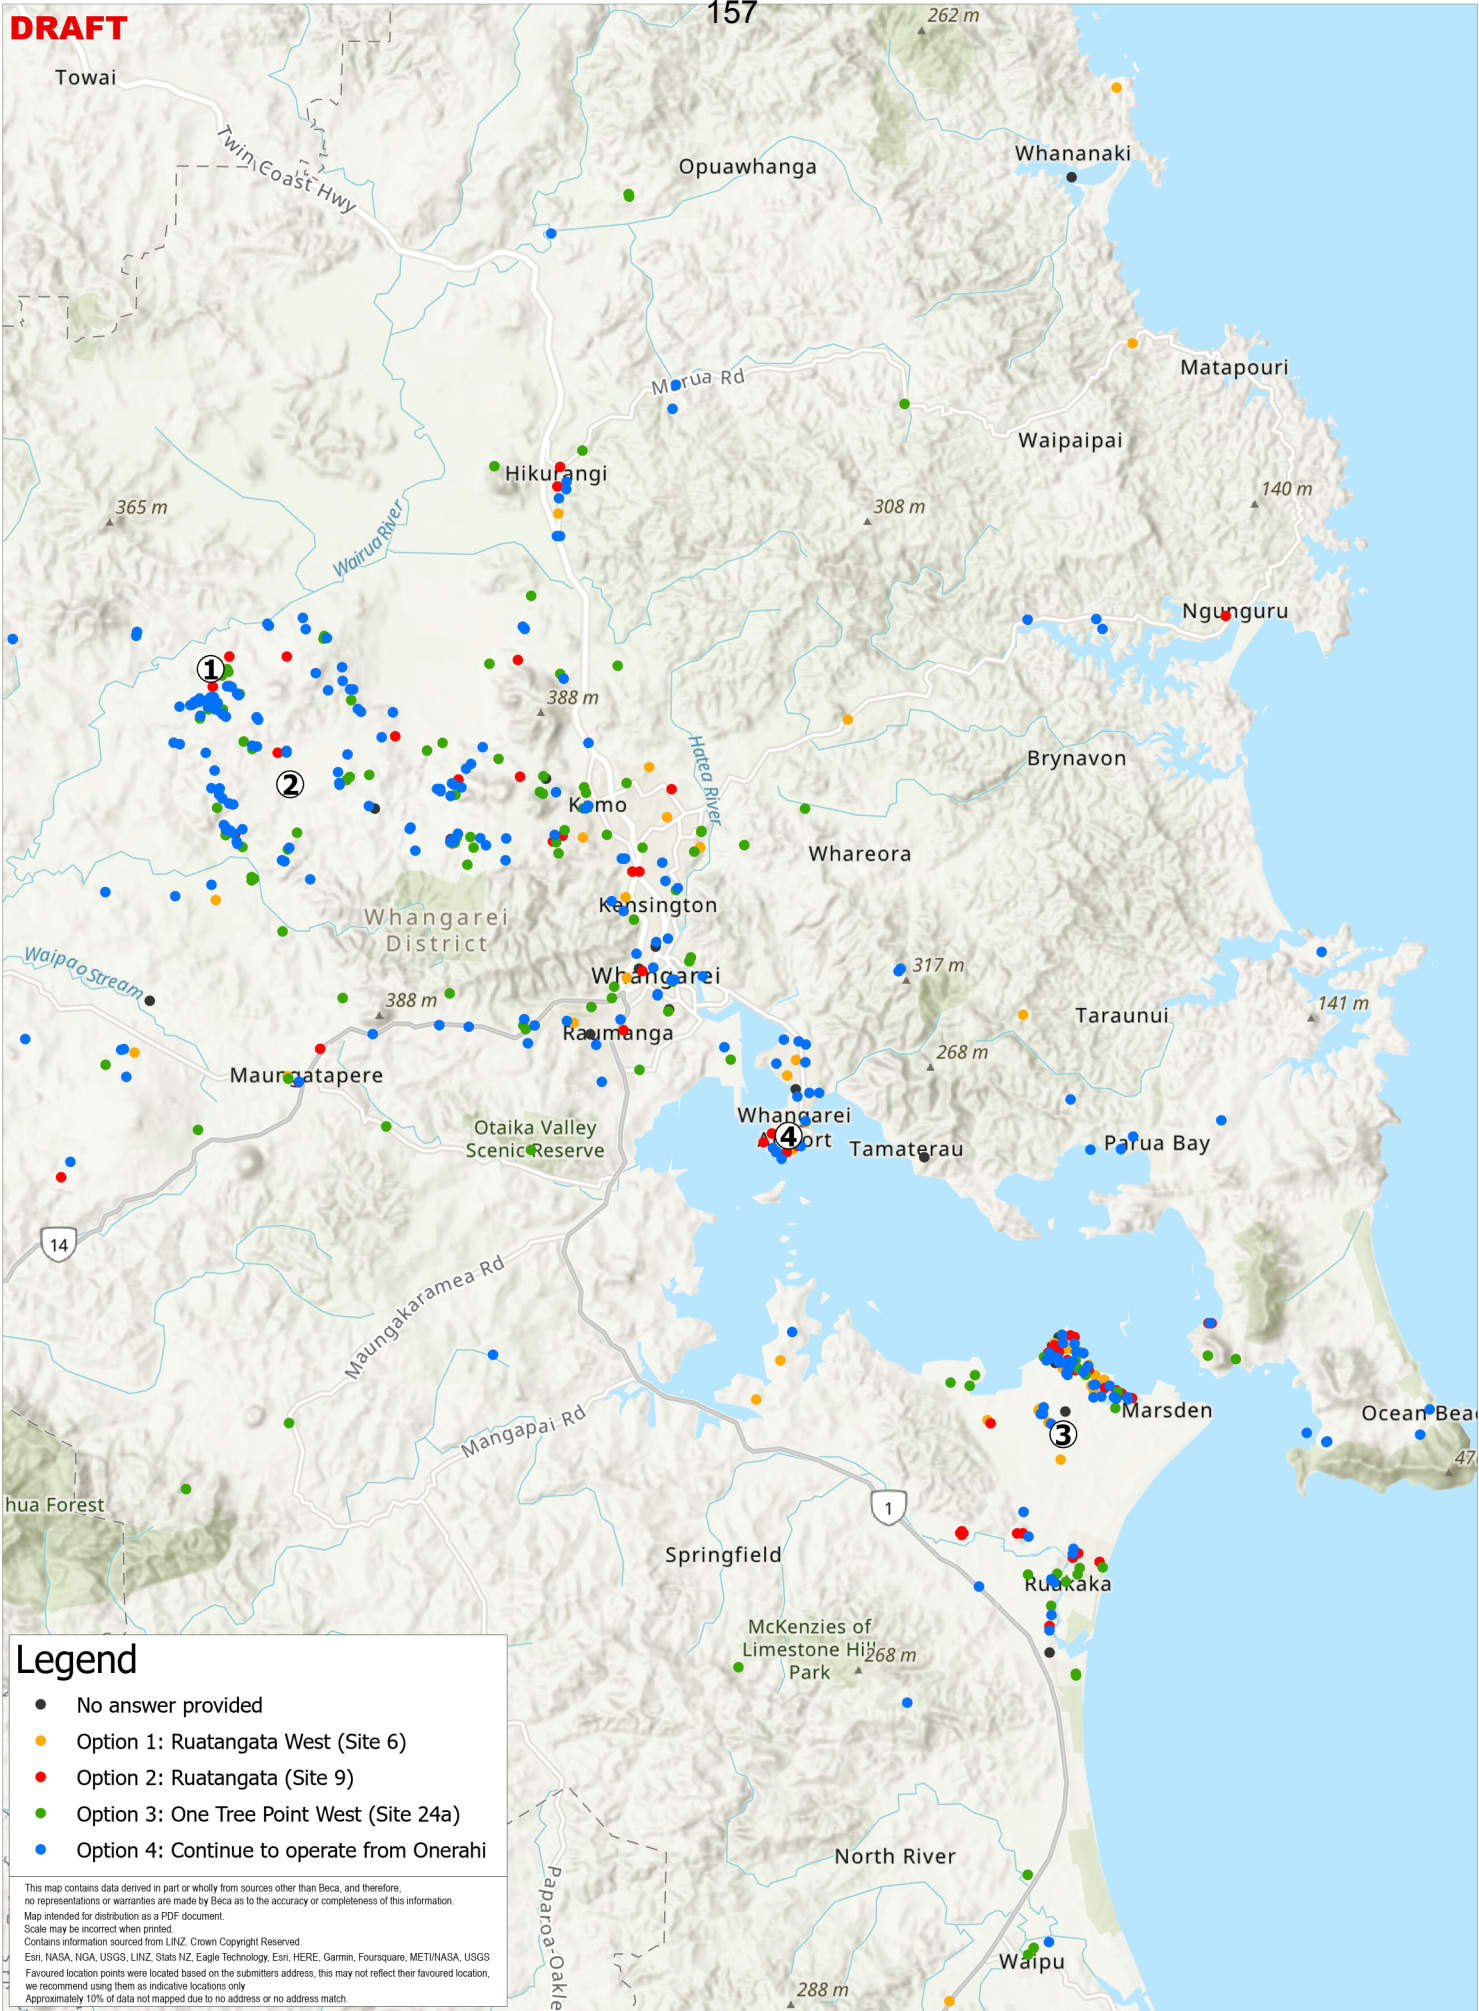 157
DRAFT
262 m
Towai
Twin Coast Hwy
Whananaki
Opuawhanga
Matapouri
Marua Rd
Waipaipai
Hikurangi
140 m
365 m
308 m
Wairua River
Ngunguru
1
388 m
Hatea River
Brynavon
2
Kamo
Whareora
Kensington
Whangarei
District
Waipao Stream
317 m
Whangarei
388 m
141 m
Taraunui
Raumanga
268 m
Maungatapere
Whangarei
Airport
4
Otaika Valley
Scenic Reserve
Tamaterau
Parua Bay
14
Maungakaramea Rd
Marsden
Ocean Beac
Mangapai Rd
3
47
hua Forest
1
Springfield
Ruakaka
McKenzies of
Limestone Hill
Park
268 m
Legend
No answer provided
Option 1: Ruatangata West (Site 6)
Option 2: Ruatangata (Site 9)
Option 3: One Tree Point West (Site 24a)
Option 4: Continue to operate from Onerahi
North River
Paparoa-Oakle
Waipu
288 m
This map contains data derived in part or wholly from sources other than Beca, and therefore,
no representations or warranties are made by Beca as to the accuracy or completeness of this information.
Map intended for distribution as a PDF document.
Scale may be incorrect when printed.
Contains information sourced from LINZ. Crown Copyright Reserved.
Esri, NASA, NGA, USGS, LINZ, Stats NZ, Eagle Technology, Esri, HERE, Garmin, Foursquare, METI/NASA, USGS
Favoured location points were located based on the submitters address, this may not reflect their favoured location,
we recommend using them as indicative locations only
Approximately 10% of data not mapped due to no address or no address match.